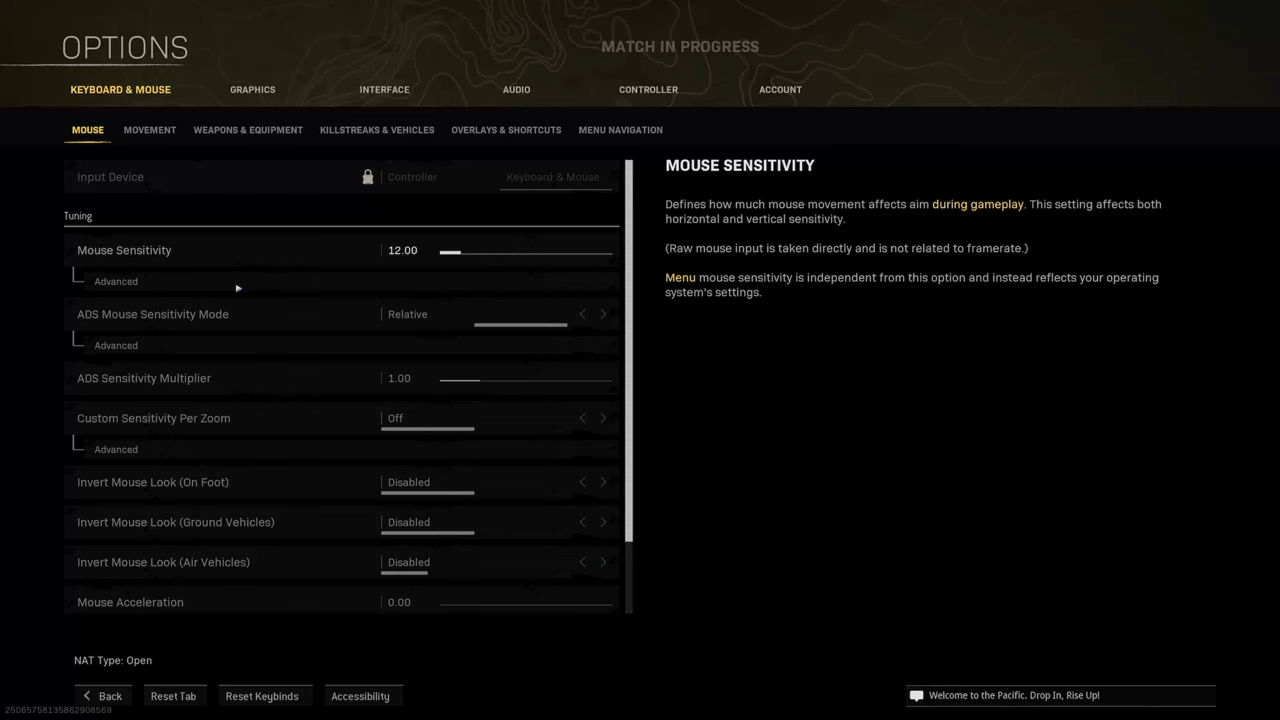 OPTIONS
MATCH IN PROGRESS
KEYBOARD & MOUSE GRAPHICS INTERFACE AUDIO CONTROLLER ACCOUNT
MOUSE MOVEMENT WEAPONS & EQUIPMENT KILLSTREAKS & VEHICLES OVERLAYS & SHORTCUTS MENU NAVIGATION
Input Device Controller Keyboard & Mouse
Tuning
Mouse Sensitivity 12.00
Advanced
ADS Mouse Sensitivity Mode Relative
Advanced
ADS Sensitivity Multiplier 1.00
Custom Sensitivity Per Zoom Off
Advanced
Invert Mouse Look (On Foot) Disabled
Invert Mouse Look (Ground Vehicles) Disabled
Invert Mouse Look (Air Vehicles) Disabled
Mouse Acceleration 0.00
MOUSE SENSITIVITY
Defines how much mouse movement affects aim during gameplay. This setting affects both
horizontal and vertical sensitivity.
(Raw mouse input is taken directly and is not related to framerate.)
Menu mouse sensitivity is independent from this option and instead reflects your operating
system's settings.
NAT Type: Open
Back Reset Tab Reset Keybinds Accessibility
Welcome to the Pacific. Drop In, Rise Up!